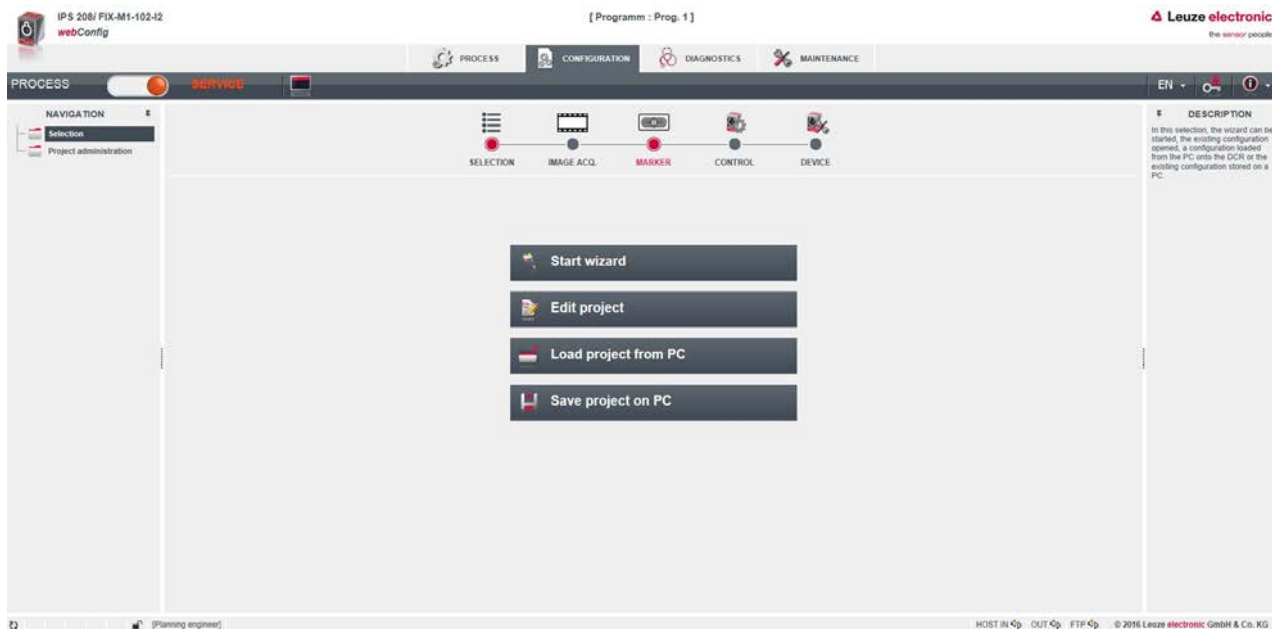 IPS 208i FIX-M1-102-I2
webConfig
[ Programm : Prog. 1 ]
Leuze electronic
the sensor people
PROCESS
CONFIGURATION
DIAGNOSTICS
MAINTENANCE
PROCESS
SERVICE
EN
NAVIGATION
Selection
Project administration
SELECTION
IMAGE ACQ.
MARKER
CONTROL
DEVICE
DESCRIPTION
In this selection, the wizard can be
started, the existing configuration
opened, a configuration loaded
from the PC onto the DCR or the
existing configuration stored on a
PC.
Start wizard
Edit project
Load project from PC
Save project on PC
[Planning engineer]
HOST IN OUT FTP © 2016 Leuze electronic GmbH & Co. KG